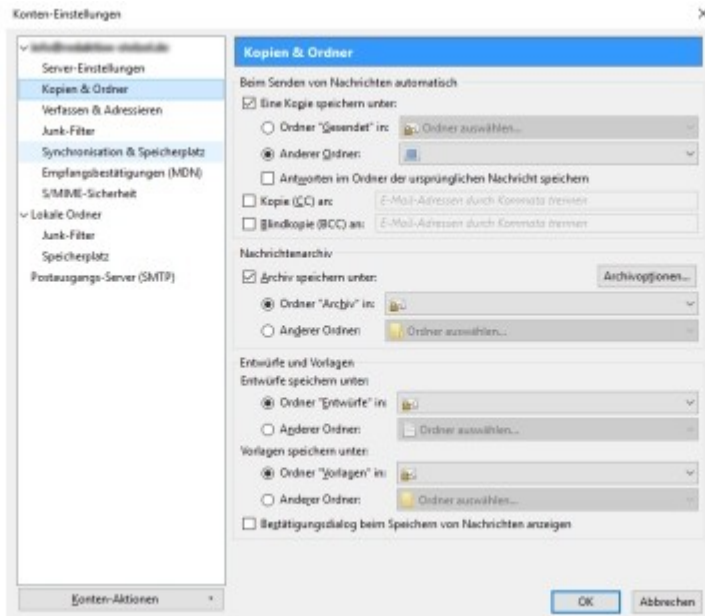 Konten-Einstellungen
Server-Einstellungen
Kopien & Ordner
Verfassen & Adressieren
Junk-Filter
Synchronisation & Speicherplatz
Empfangsbestätigungen (MDN)
S/MIME-Sicherheit
Lokale Ordner
Junk-Filter
Speicherplatz
Postausgangs-Server (SMTP)
Konten-Aktionen
Kopien & Ordner
Beim Senden von Nachrichten automatisch
Eine Kopie speichern unter:
Ordner "Gesendet" in: Ordner auswählen...
Anderer Ordner:
Antworten im Ordner der ursprünglichen Nachricht speichern
Kopie (CC) an: E-Mail-Adressen durch Kommata trennen
Blindkopie (BCC) an: E-Mail-Adressen durch Kommata trennen
Nachrichtenarchiv
Archiv speichern unter: Archivoptionen...
Ordner "Archiv" in:
Anderer Ordner: Ordner auswählen...
Entwürfe und Vorlagen
Entwürfe speichern unter:
Ordner "Entwürfe" in:
Anderer Ordner: Ordner auswählen...
Vorlagen speichern unter:
Ordner "Vorlagen" in:
Anderer Ordner: Ordner auswählen...
Bestätigungsdialog beim Speichern von Nachrichten anzeigen
OK Abbrechen